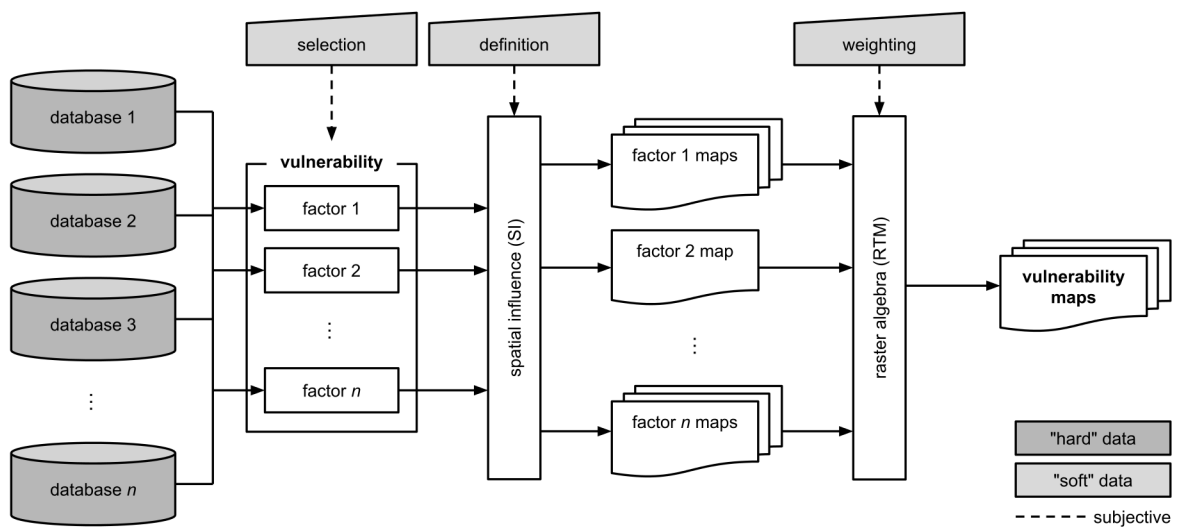 selection
definition
weighting
database 1
database 2
database 3
⋮
database n
vulnerability
factor 1
factor 2
⋮
factor n
spatial influence (SI)
factor 1 maps
factor 2 map
⋮
factor n maps
raster algebra (RTM)
vulnerability
maps
"hard" data
"soft" data
subjective